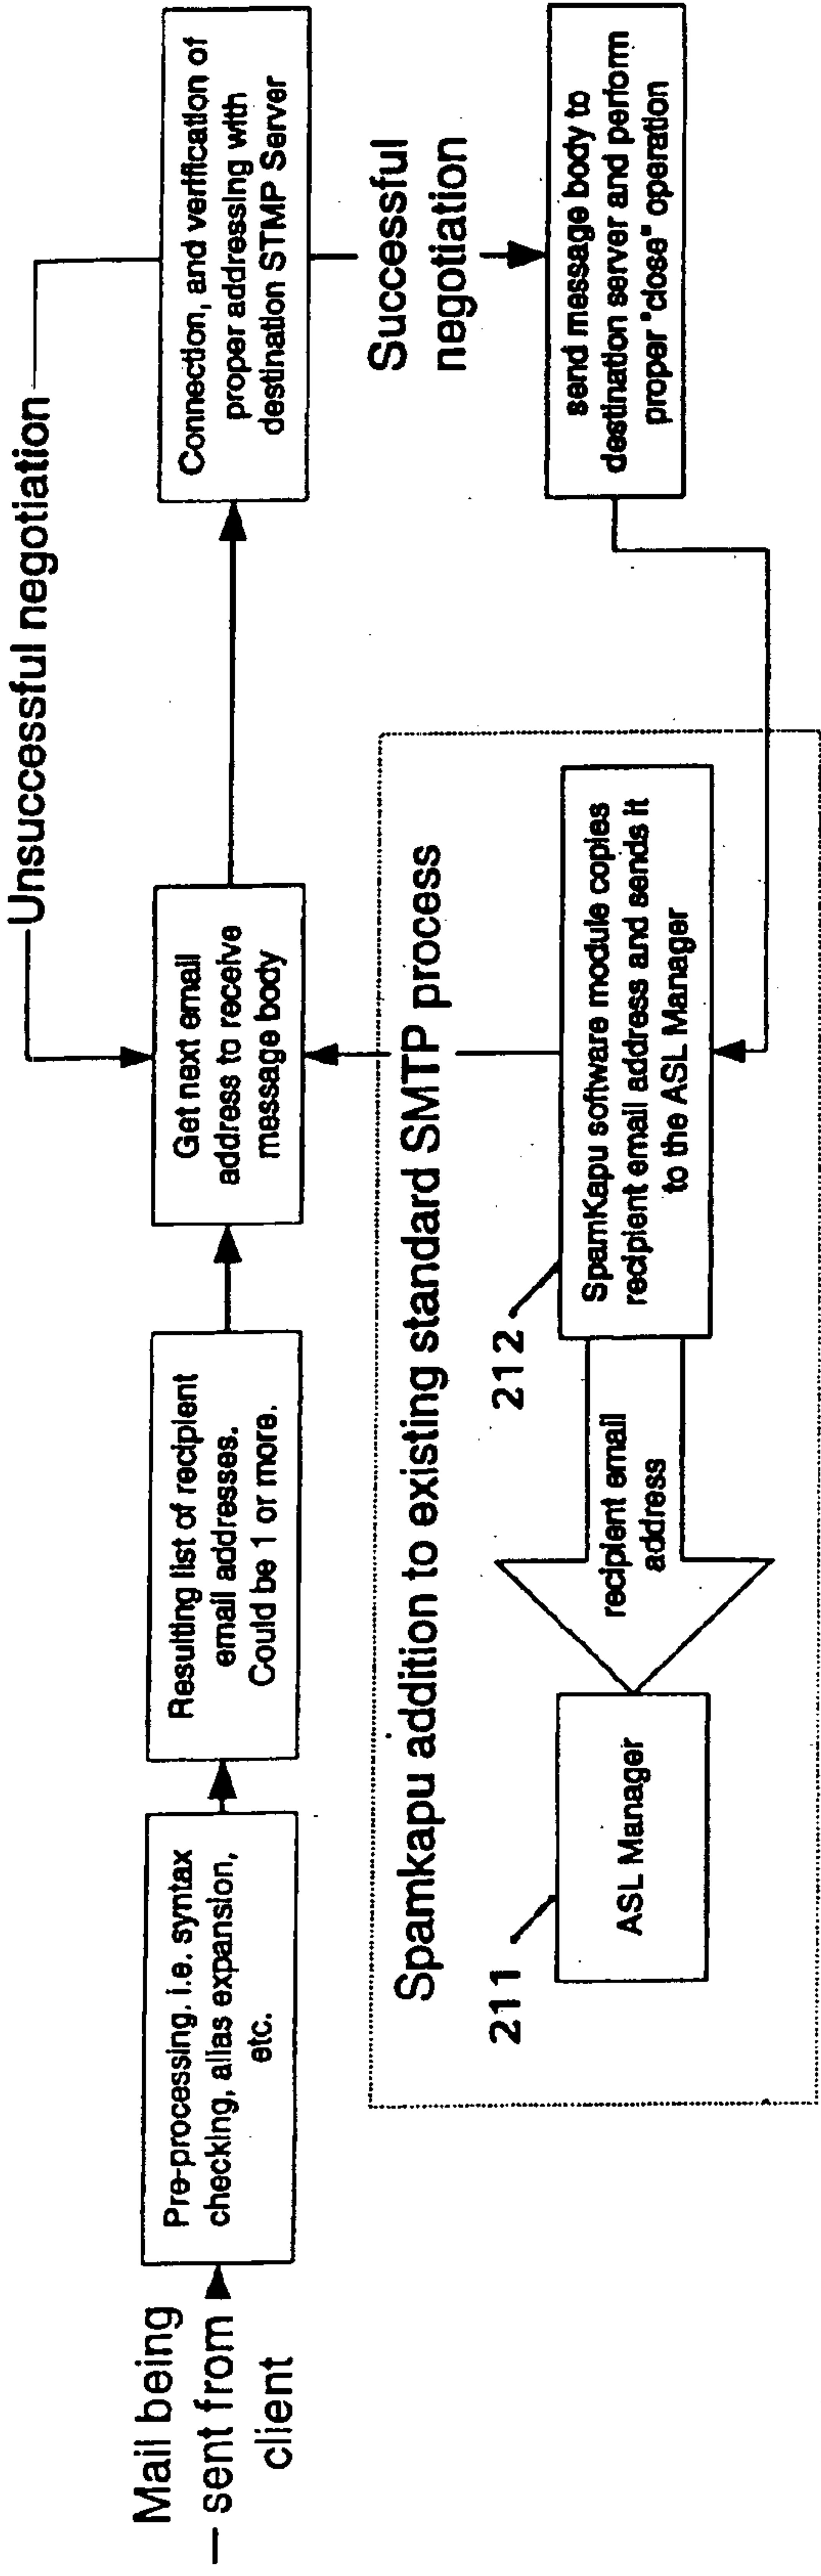 Mail being
sent from
client
Pre-processing. i.e. syntax
checking, alias expansion,
etc.
Resulting list of recipient
email addresses.
Could be 1 or more.
Get next email
address to receive
message body
Unsuccessful negotiation
Connection, and verification of
proper addressing with
destination STMP Server
Successful
negotiation
send message body to
destination server and perform
proper "close" operation
Spamkapu addition to existing standard SMTP process
212
SpamKapu software module copies
recipient email address and sends it
to the ASL Manager
recipient email
address
211
ASL Manager